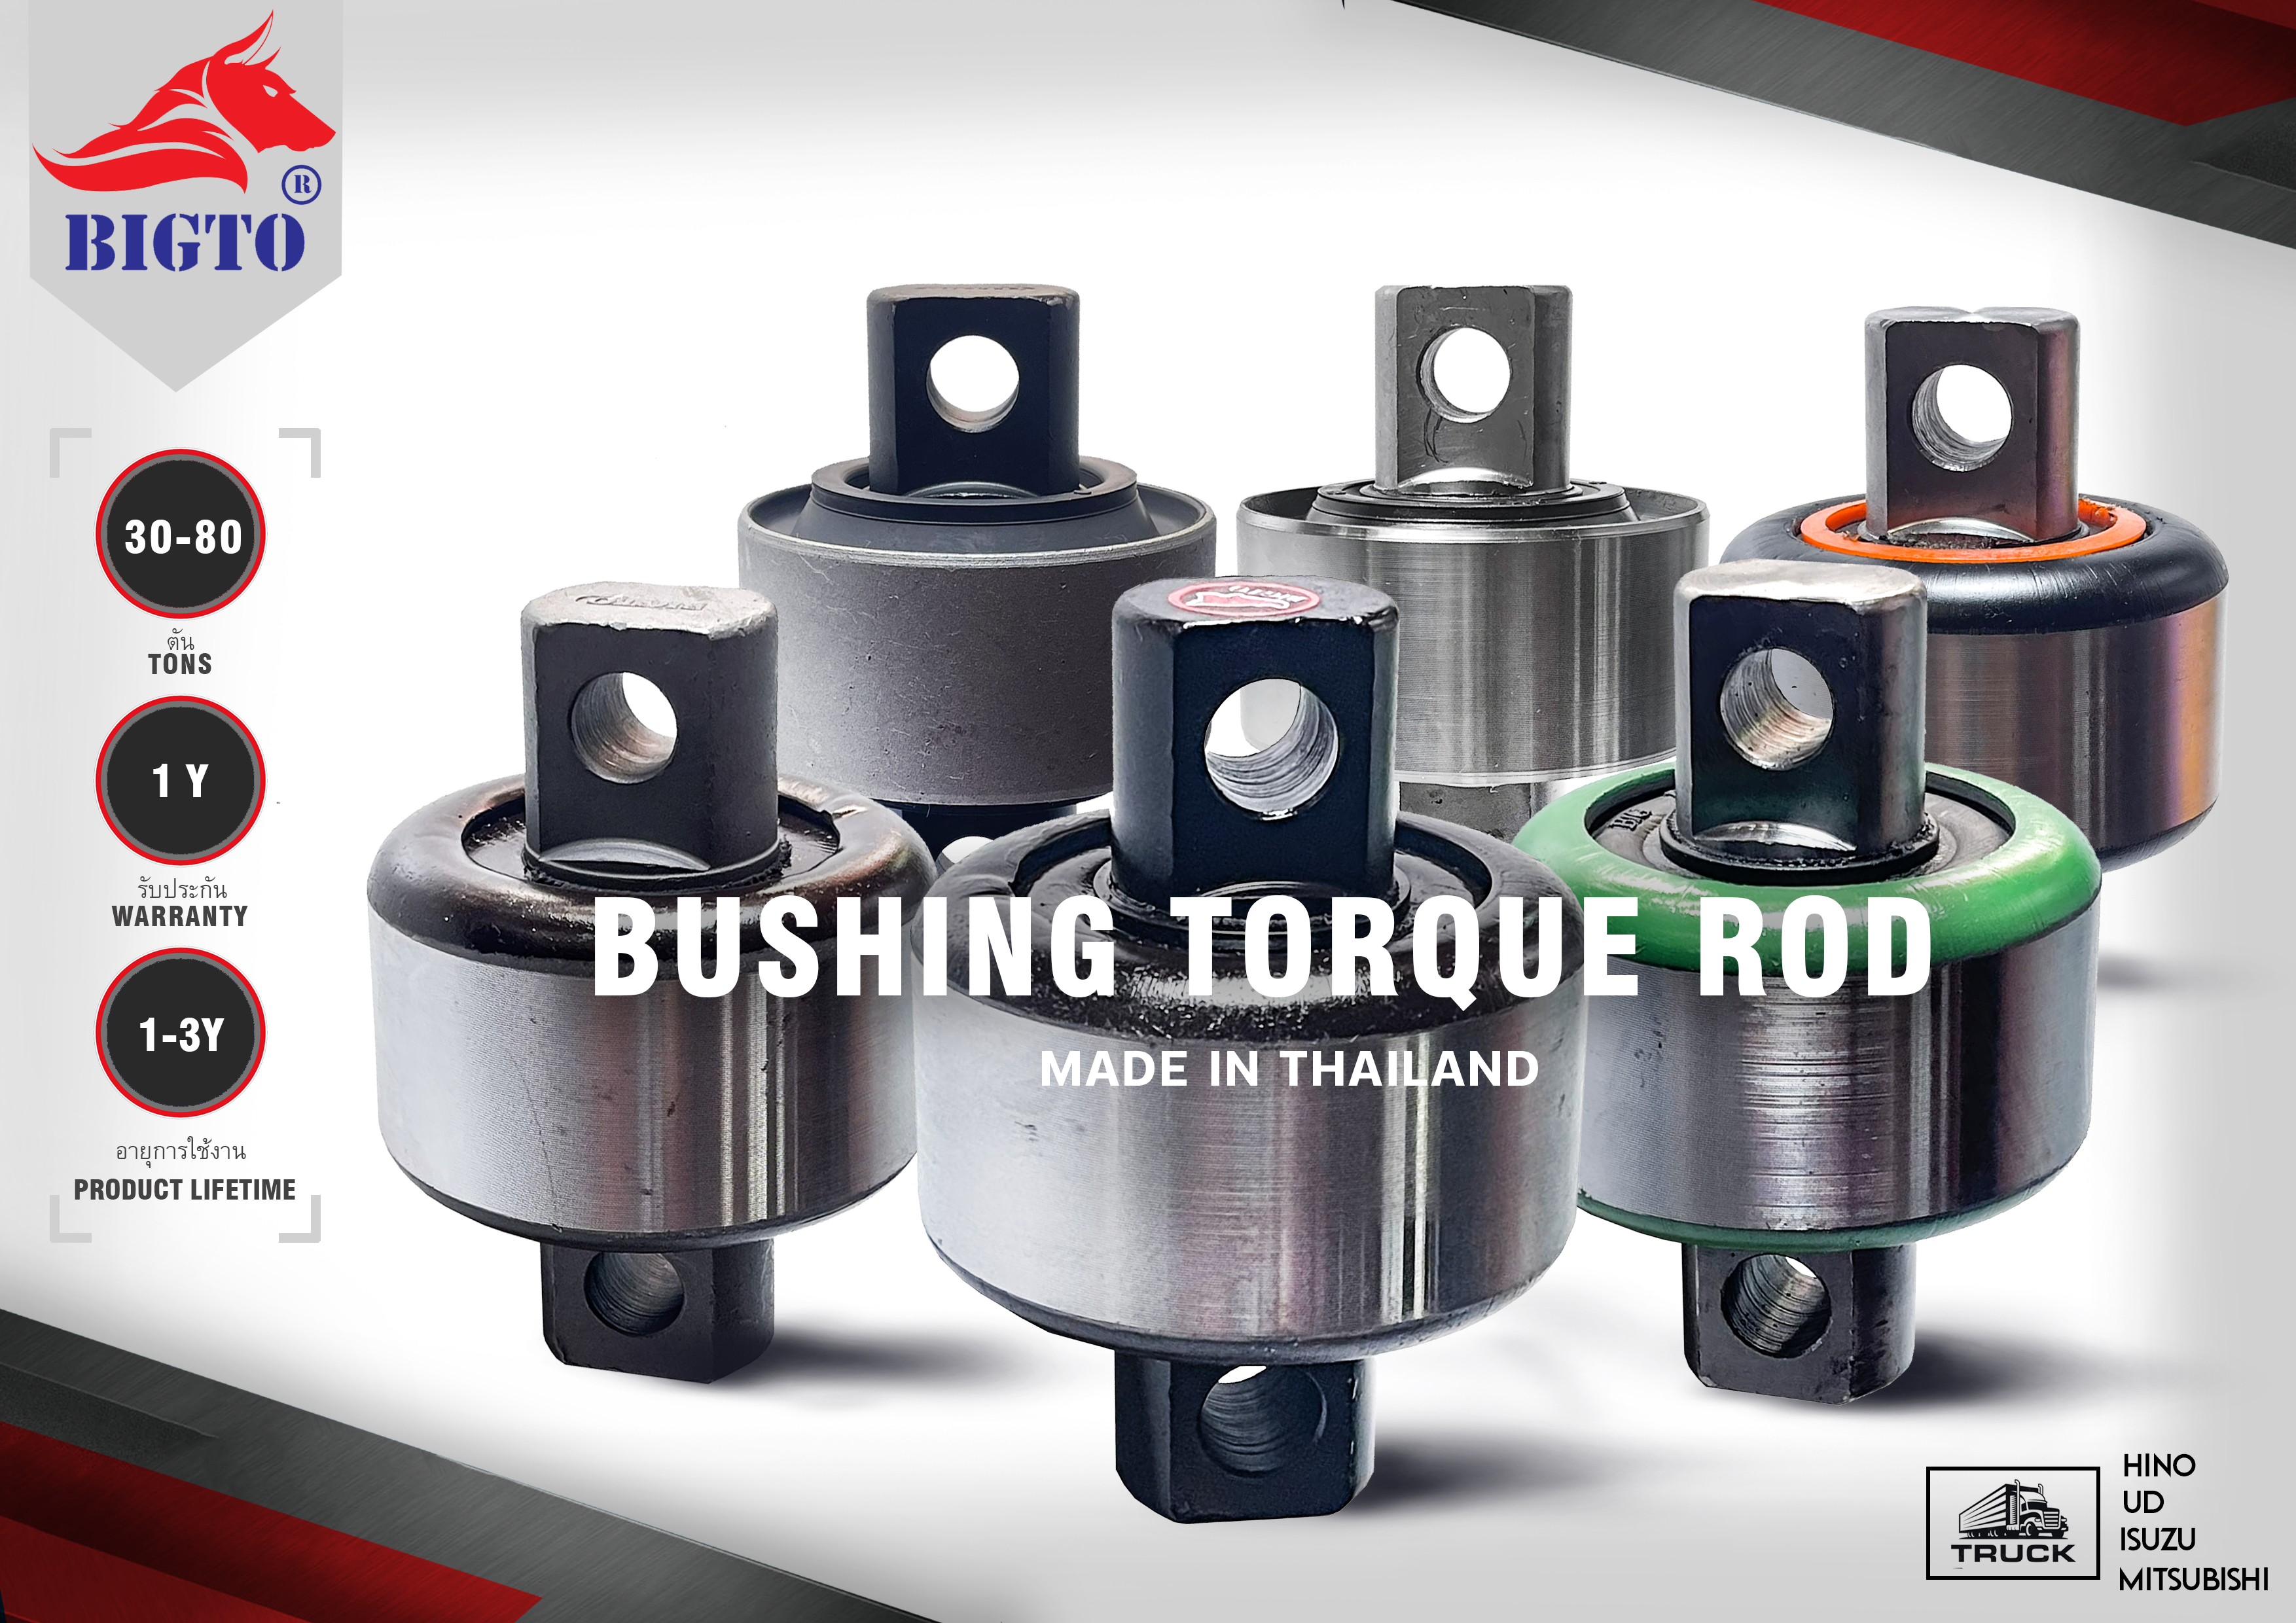 ®
BIGTO
30-80
ตัน
TONS
1 Y
รับประกัน
WARRANTY
1-3Y
อายุการใช้งาน
PRODUCT LIFETIME
BUSHING TORQUE ROD
MADE IN THAILAND
TRUCK
HINO
UD
ISUZU
MITSUBISHI